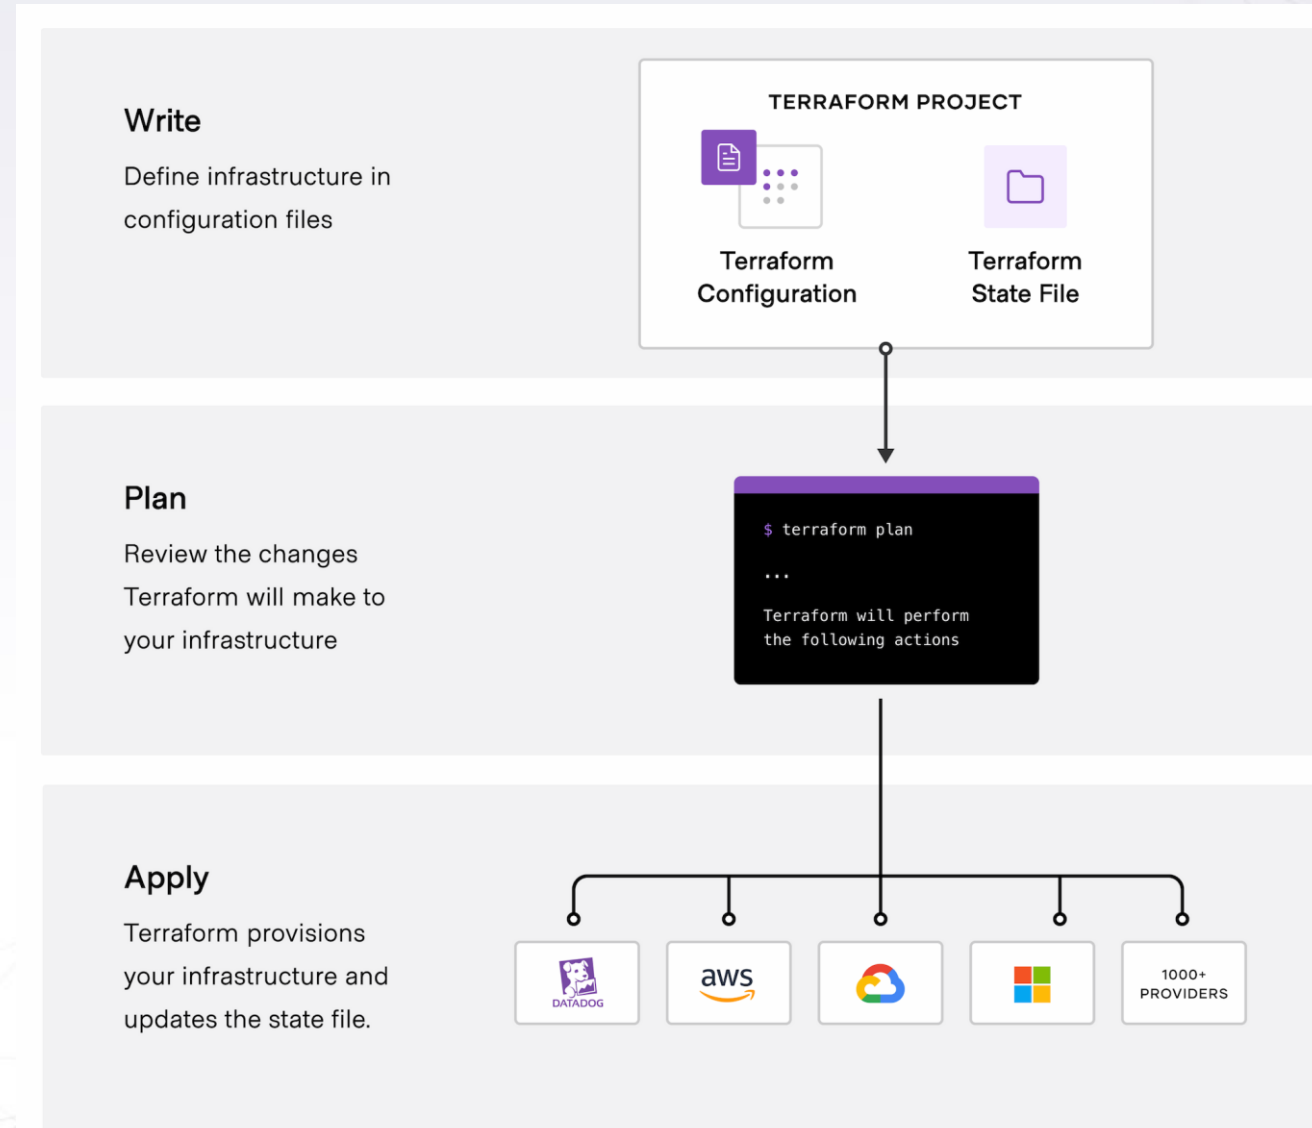 Write
Define infrastructure in
configuration files
TERRAFORM PROJECT
Terraform
Configuration
Terraform
State File
Plan
Review the changes
Terraform will make to
your infrastructure
$ terraform plan
...
Terraform will perform
the following actions
Apply
Terraform provisions
your infrastructure and
updates the state file.
DATADOG
aws
1000+
PROVIDERS